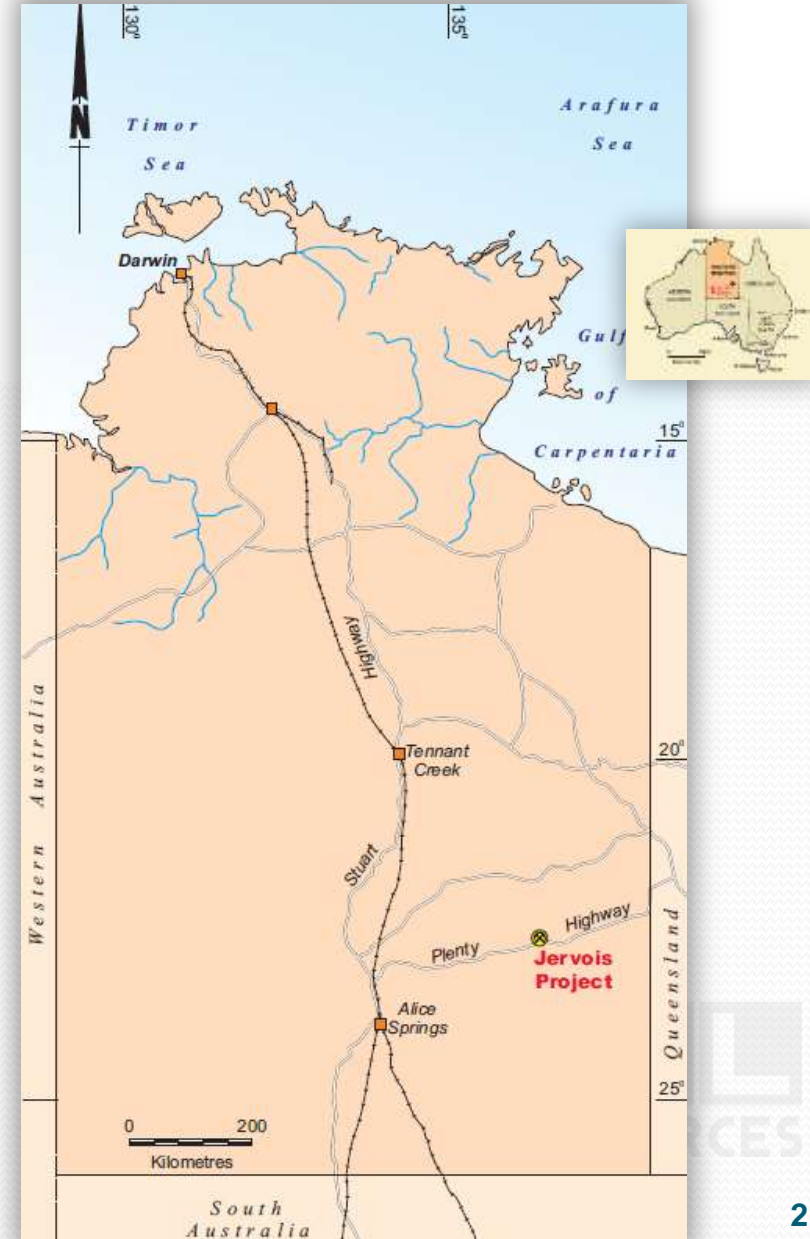 130°
135°
N
Timor
Sea
Arafura
Sea
Darwin
Gulf
of
Carpentaria
15°
Highway
Western Australia
Tennant
Creek
20°
Stuart
Plenty
Highway
Jervois
Project
Queensland
Alice
Springs
25°
0 200
Kilometres
South
Australia
L
RCES
2